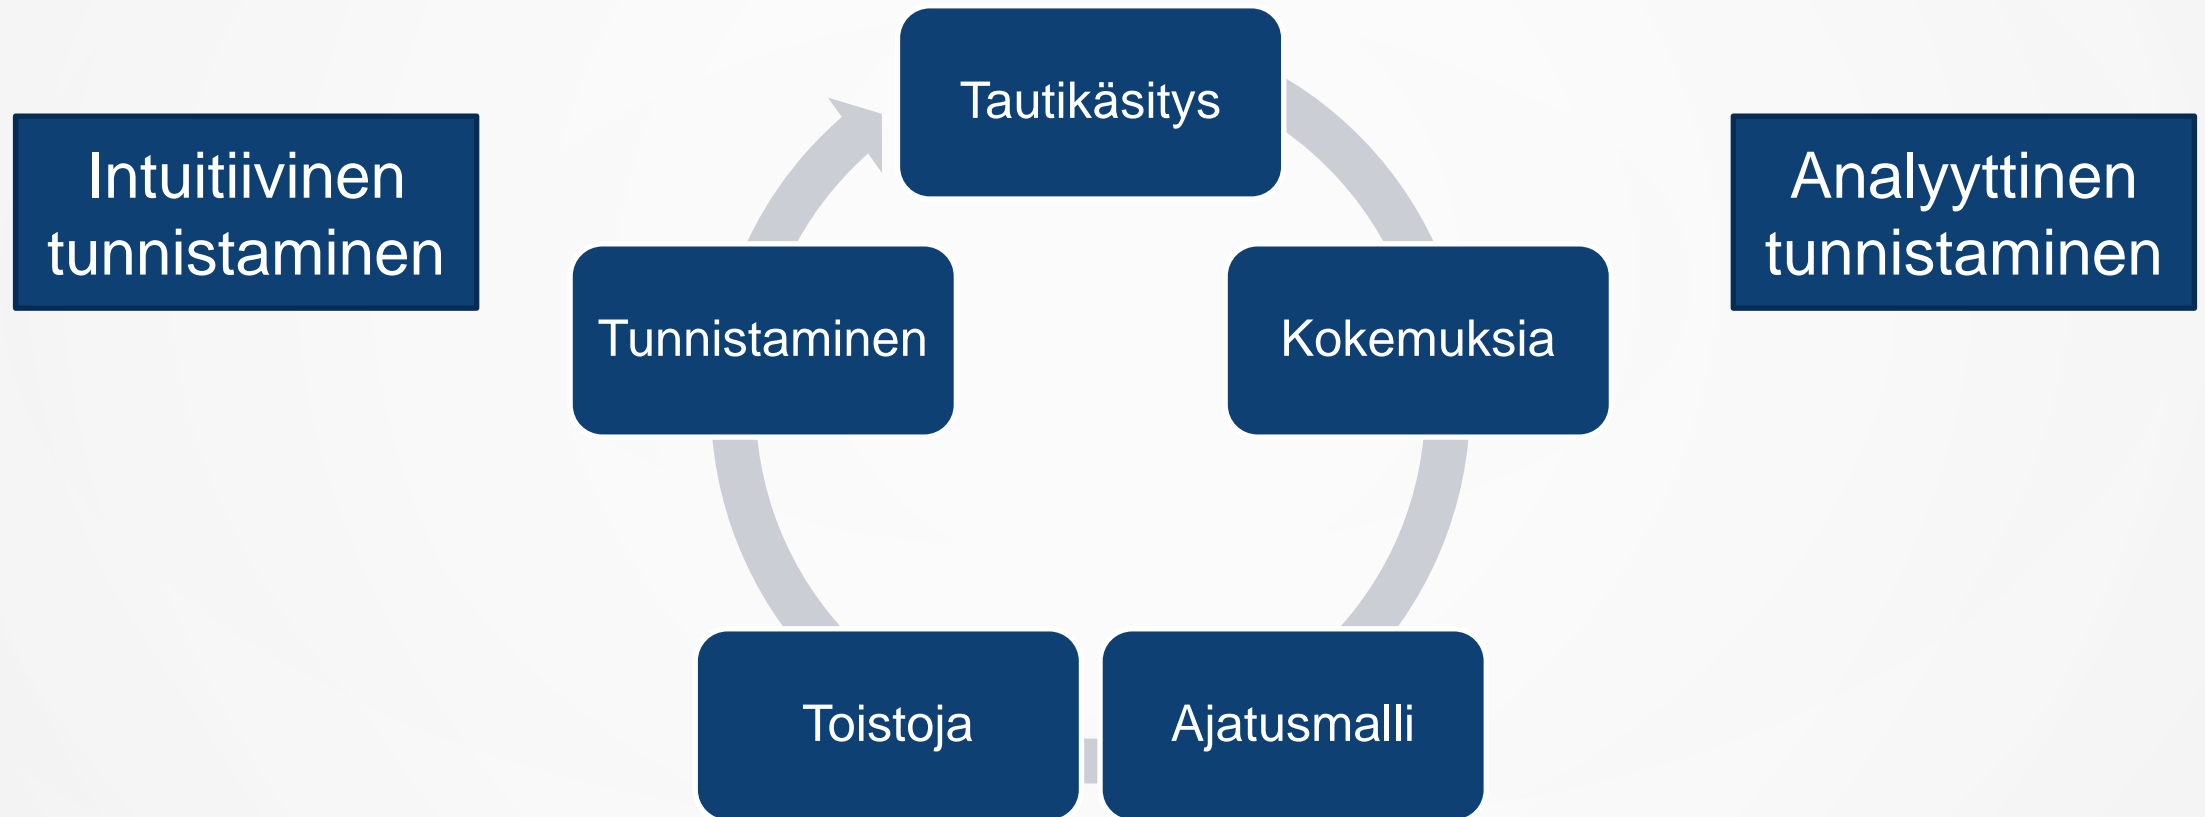 Tautikäsitys
Intuitiivinen
tunnistaminen
Analyyttinen
tunnistaminen
Tunnistaminen
Kokemuksia
Toistoja
Ajatusmalli